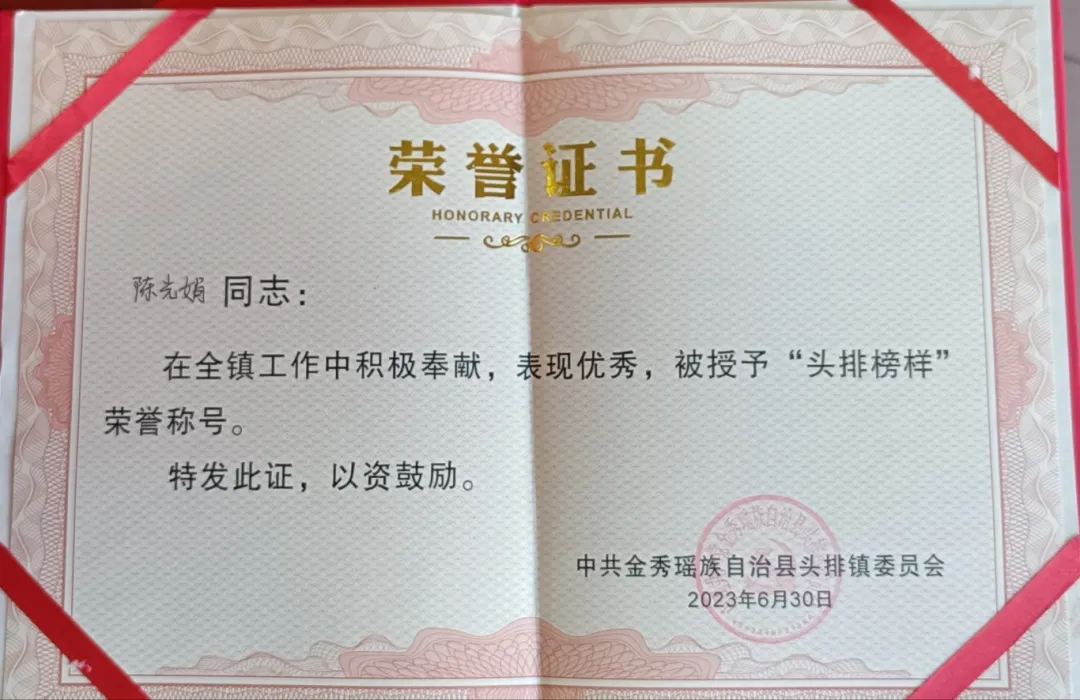 荣誉证书
HONORARY CREDENTIAL
陈光娟 同志：
在全镇工作中积极奉献，表现优秀，被授予“头排榜样”
荣誉称号。
特发此证，以资鼓励。
中共金秀瑶族自治县头排镇委员会
2023年6月30日